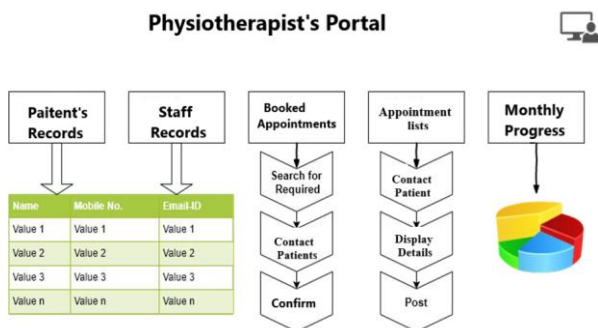 Physiotherapist's Portal
Paitent's
Records
Staff
Records
Booked
Appointments
Appointment
lists
Monthly
Progress
Name Mobile No. Email-ID
Value 1 Value 1 Value 1
Value 2 Value 2 Value 2
Value 3 Value 3 Value 3
Value n Value n Value n
Search for
Required
Contact
Patients
Confirm
Contact
Patient
Display
Details
Post